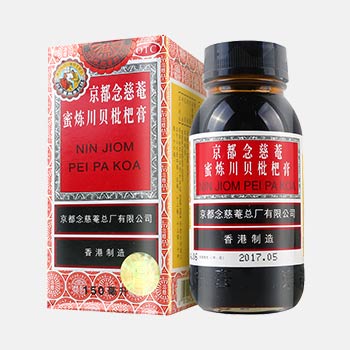 OTC
京都念慈菴
蜜炼川贝枇杷膏
NIN JIOM
PEI PA KOA
京都念慈菴总厂有限公司
香港制造
150毫升
京都念慈菴
蜜炼川贝枇杷膏
NIN JIOM
PEI PA KOA
京都念慈菴总厂有限公司
香港制造
2017.05